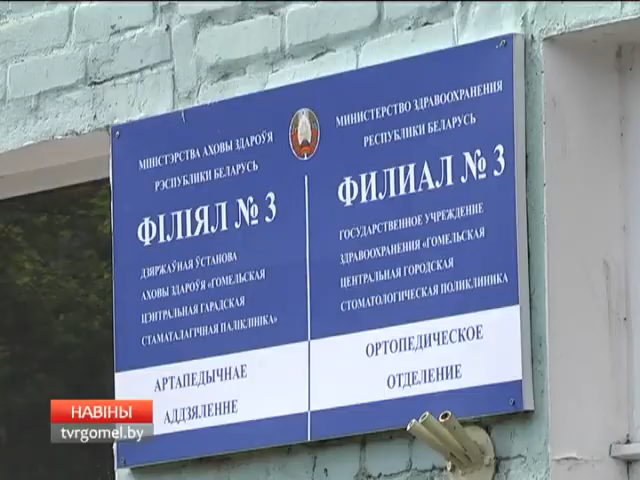 МІНІСТЭРСТВА АХОВЫ ЗДАРОЎЯ
РЭСПУБЛІКІ БЕЛАРУСЬ
ФІЛІЯЛ № 3
ДЗЯРЖАЎНАЯ ЎСТАНОВА
АХОВЫ ЗДАРОЎЯ «ГОМЕЛЬСКАЯ
ЦЭНТРАЛЬНАЯ ГАРАДСКАЯ
СТАМАТАЛАГІЧНАЯ ПАЛІКЛІНІКА»
АРТАПЕДЫЧНАЕ
АДДЗЯЛЕННЕ
МИНИСТЕРСТВО ЗДРАВООХРАНЕНИЯ
РЕСПУБЛИКИ БЕЛАРУСЬ
ФИЛИАЛ № 3
ГОСУДАРСТВЕННОЕ УЧРЕЖДЕНИЕ
ЗДРАВООХРАНЕНИЯ «ГОМЕЛЬСКАЯ
ЦЕНТРАЛЬНАЯ ГОРОДСКАЯ
СТОМАТОЛОГИЧЕСКАЯ ПОЛИКЛИНИКА
ОРТОПЕДИЧЕСКОЕ
ОТДЕЛЕНИЕ
НАВІНЫ
tvrgomel.by